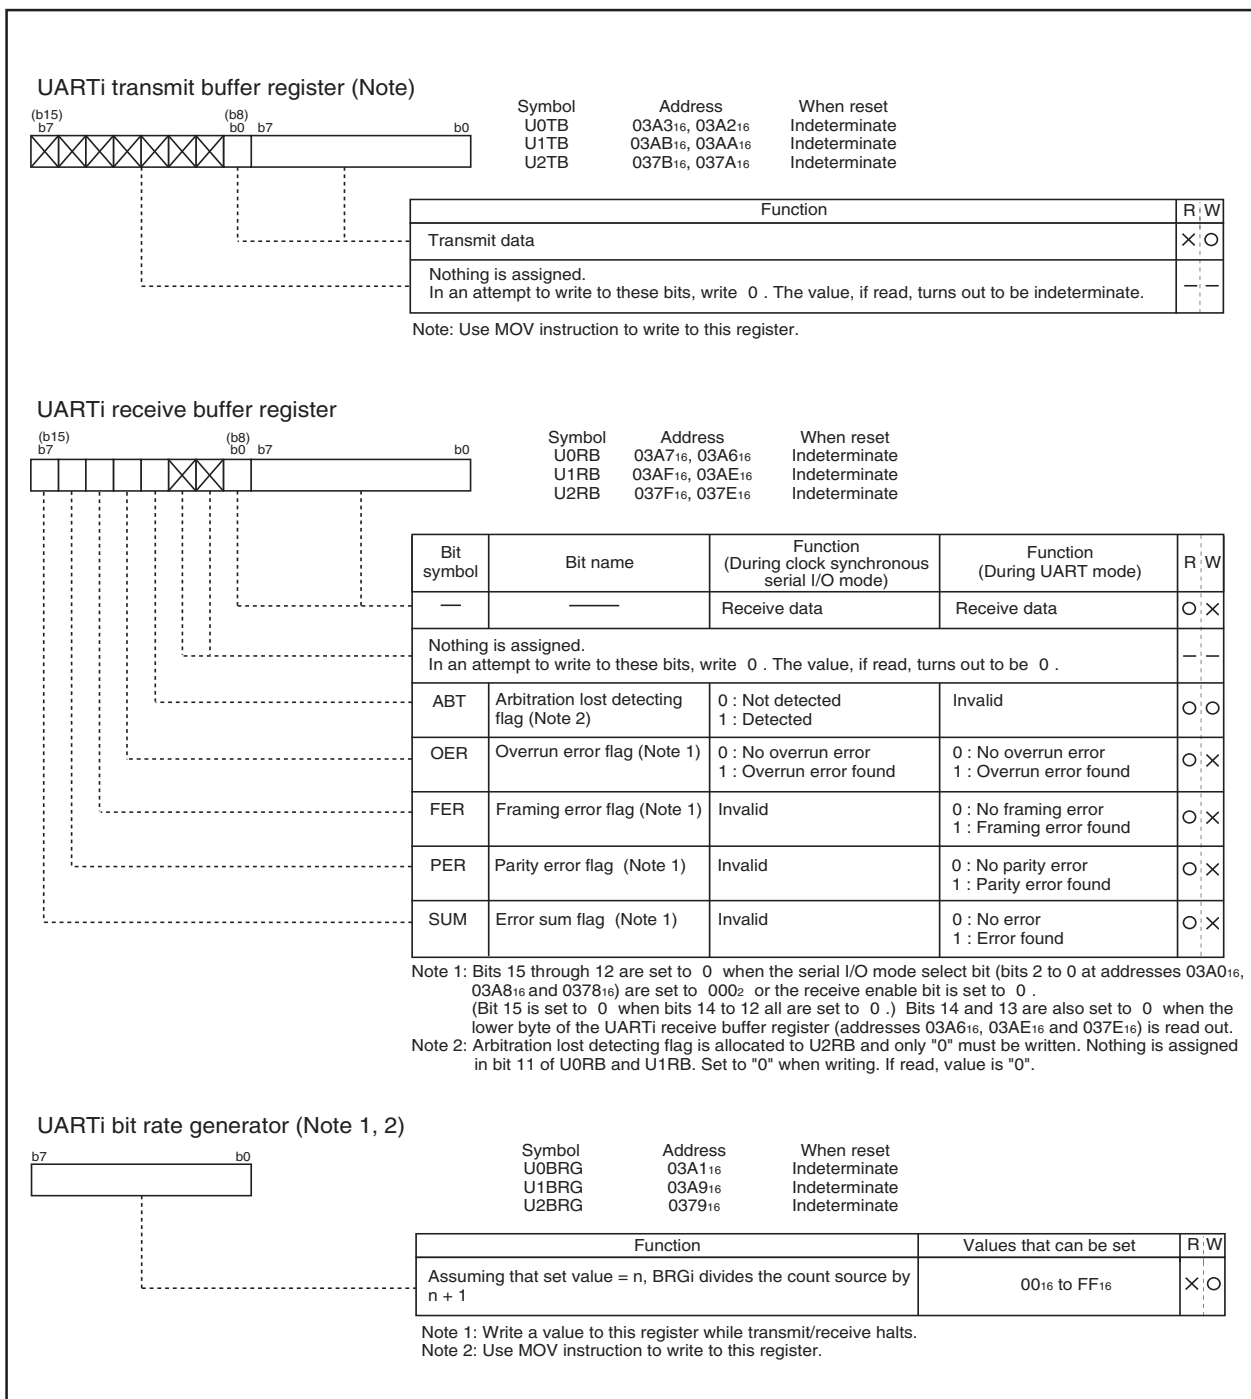 UARTi transmit buffer register (Note)
(b15) (b8)
b7 b0 b7 b0
Symbol Address When reset
U0TB 03A316, 03A216 Indeterminate
U1TB 03AB16, 03AA16 Indeterminate
U2TB 037B16, 037A16 Indeterminate
Function R W
Transmit data × ○
Nothing is assigned.
In an attempt to write to these bits, write 0 . The value, if read, turns out to be indeterminate. — —
Note: Use MOV instruction to write to this register.
UARTi receive buffer register
(b15) (b8)
b7 b0 b7 b0
Symbol Address When reset
U0RB 03A716, 03A616 Indeterminate
U1RB 03AF16, 03AE16 Indeterminate
U2RB 037F16, 037E16 Indeterminate
Bit symbol Bit name Function (During clock synchronous serial I/O mode) Function (During UART mode) R W
— — Receive data Receive data ○ ×
Nothing is assigned.
In an attempt to write to these bits, write 0 . The value, if read, turns out to be 0 . — —
ABT Arbitration lost detecting flag (Note 2) 0 : Not detected 1 : Detected Invalid ○ ○
OER Overrun error flag (Note 1) 0 : No overrun error 1 : Overrun error found 0 : No overrun error 1 : Overrun error found ○ ×
FER Framing error flag (Note 1) Invalid 0 : No framing error 1 : Framing error found ○ ×
PER Parity error flag (Note 1) Invalid 0 : No parity error 1 : Parity error found ○ ×
SUM Error sum flag (Note 1) Invalid 0 : No error 1 : Error found ○ ×
Note 1: Bits 15 through 12 are set to 0 when the serial I/O mode select bit (bits 2 to 0 at addresses 03A016,
03A816 and 037816) are set to 0002 or the receive enable bit is set to 0 .
(Bit 15 is set to 0 when bits 14 to 12 all are set to 0 .) Bits 14 and 13 are also set to 0 when the
lower byte of the UARTi receive buffer register (addresses 03A616, 03AE16 and 037E16) is read out.
Note 2: Arbitration lost detecting flag is allocated to U2RB and only "0" must be written. Nothing is assigned
in bit 11 of U0RB and U1RB. Set to "0" when writing. If read, value is "0".
UARTi bit rate generator (Note 1, 2)
b7 b0
Symbol Address When reset
U0BRG 03A116 Indeterminate
U1BRG 03A916 Indeterminate
U2BRG 037916 Indeterminate
Function Values that can be set R W
Assuming that set value = n, BRGi divides the count source by
n + 1 0016 to FF16 × ○
Note 1: Write a value to this register while transmit/receive halts.
Note 2: Use MOV instruction to write to this register.